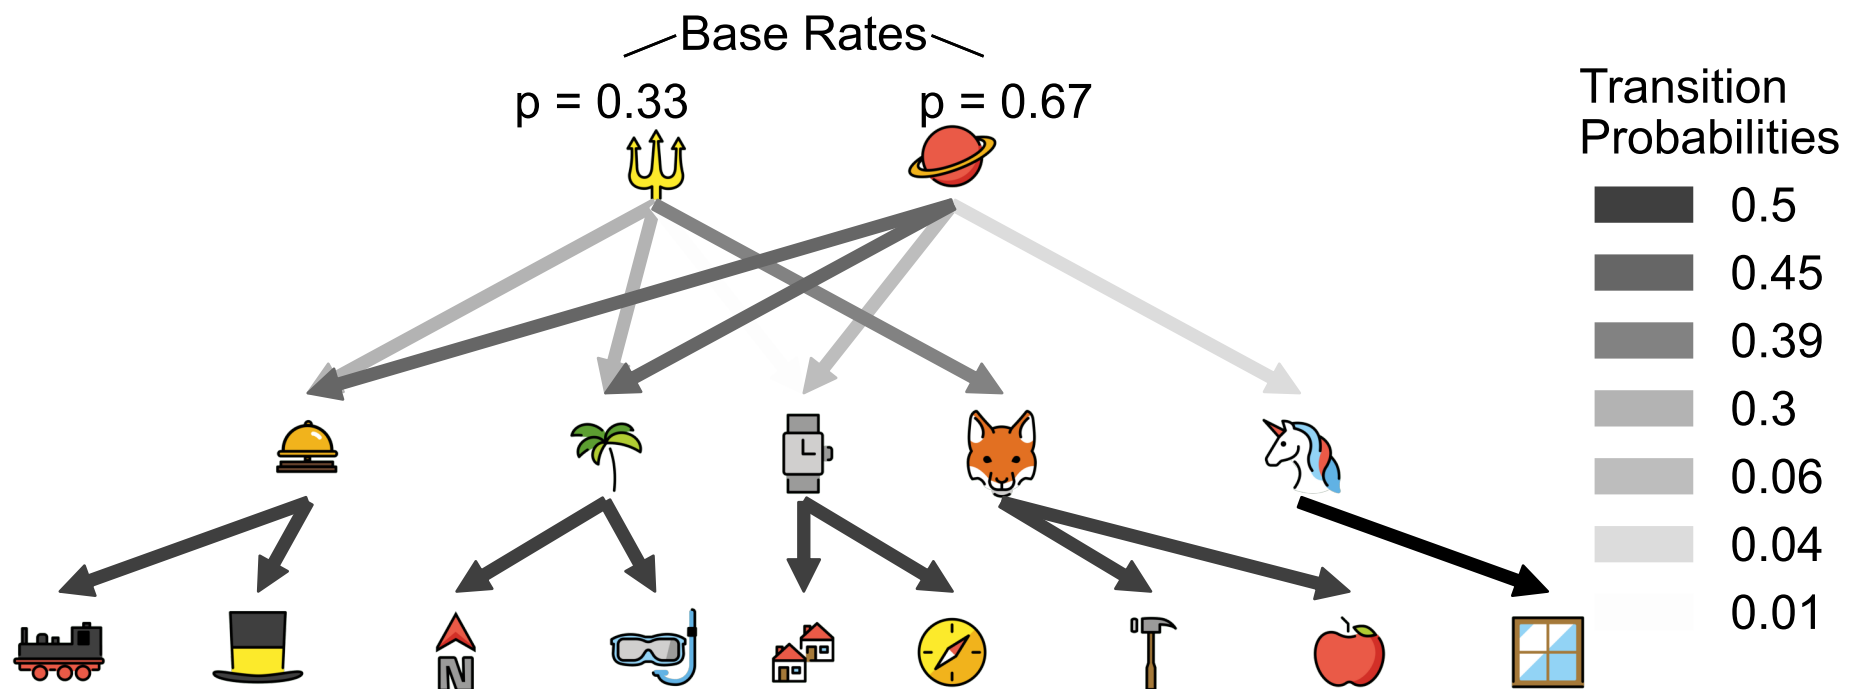 Base Rates
p = 0.33
p = 0.67
Transition
Probabilities
0.5
0.45
0.39
0.3
0.06
0.04
0.01
N